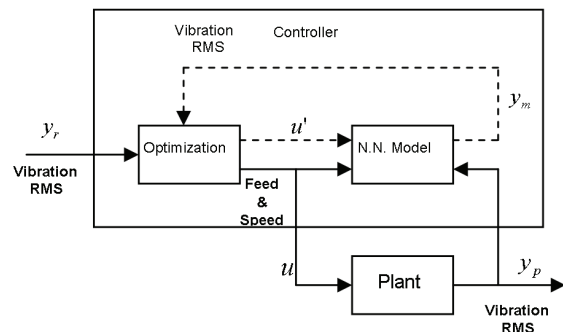 Vibration
RMS
Controller
y_m
y_r
u'
Optimization
N.N. Model
Vibration
RMS
Feed
&
Speed
u
Plant
y_p
Vibration
RMS